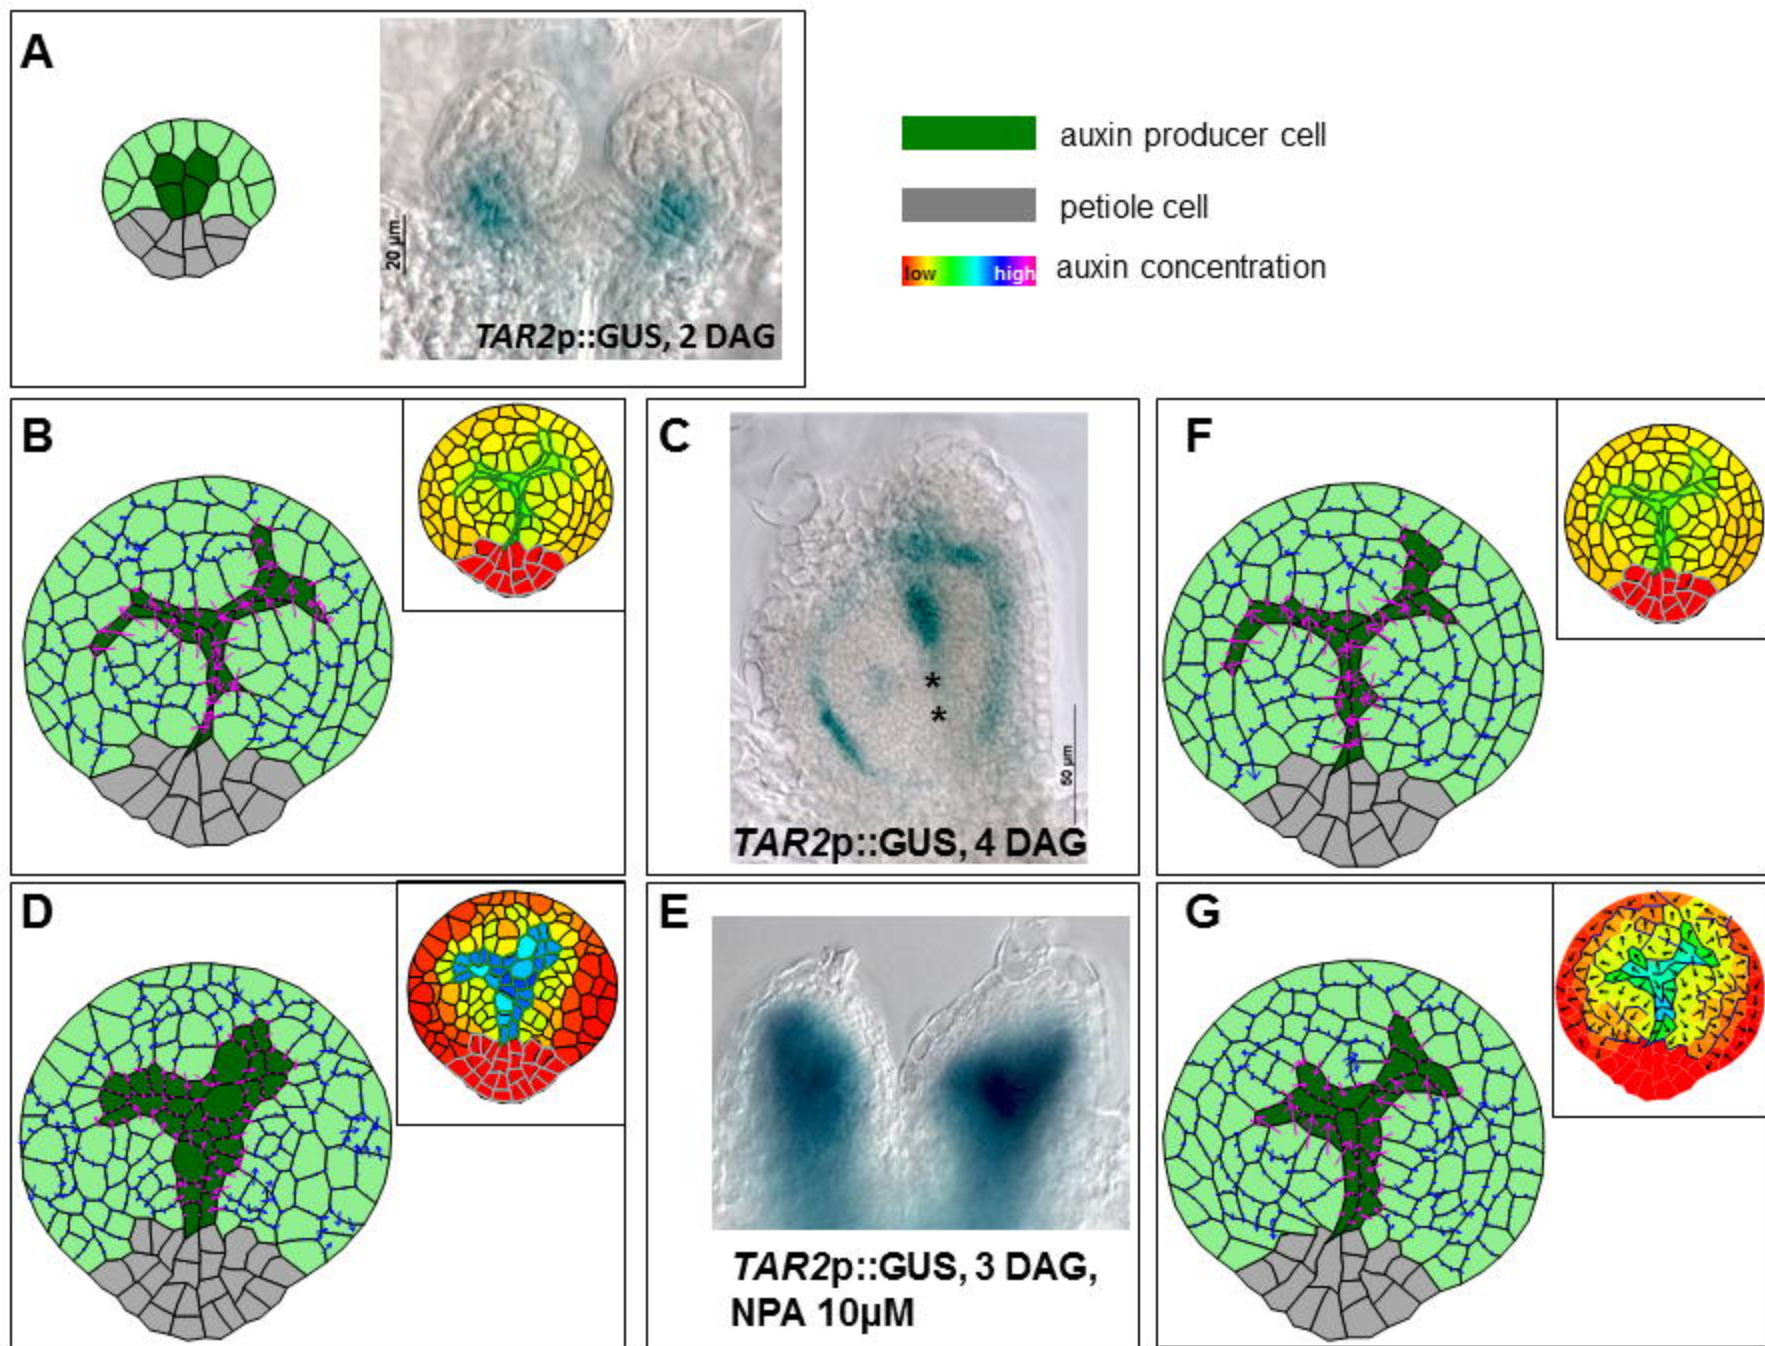 A
20 µm
TAR2p::GUS, 2 DAG
auxin producer cell
petiole cell
low high auxin concentration
B
C
*
*
50 µm
TAR2p::GUS, 4 DAG
F
D
E
TAR2p::GUS, 3 DAG,
NPA 10µM
G